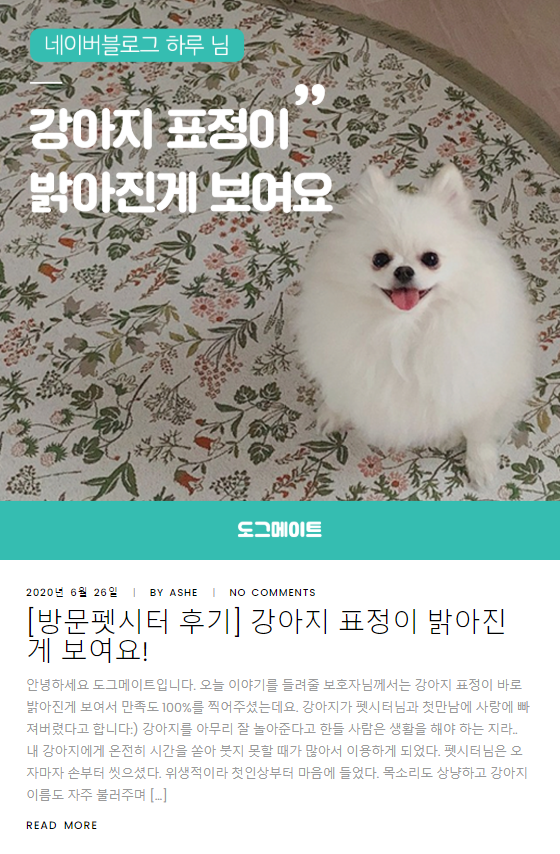 네이버블로그 하루 님
강아지 표정이”
밝아진게 보여요
도그메이트
2020년 6월 26일 | BY ASHE | NO COMMENTS
[방문펫시터 후기] 강아지 표정이 밝아진
게 보여요!
안녕하세요 도그메이트입니다. 오늘 이야기를 들려줄 보호자님께서는 강아지 표정이 바로
밝아진게 보여서 만족도 100%를 찍어주셨는데요. 강아지가 펫시터님과 첫만남에 사랑에 빠
져버렸다고 합니다:) 강아지를 아무리 잘 놀아준다고 한들 사람은 생활을 해야 하는 지라..
내 강아지에게 온전히 시간을 쏟아 붓지 못할 때가 많아서 이용하게 되었다. 펫시터님은 오
자마자 손부터 씻으셨다. 위생적이라 첫인상부터 마음에 들었다. 목소리도 상냥하고 강아지
이름도 자주 불러주며 [...]
READ MORE